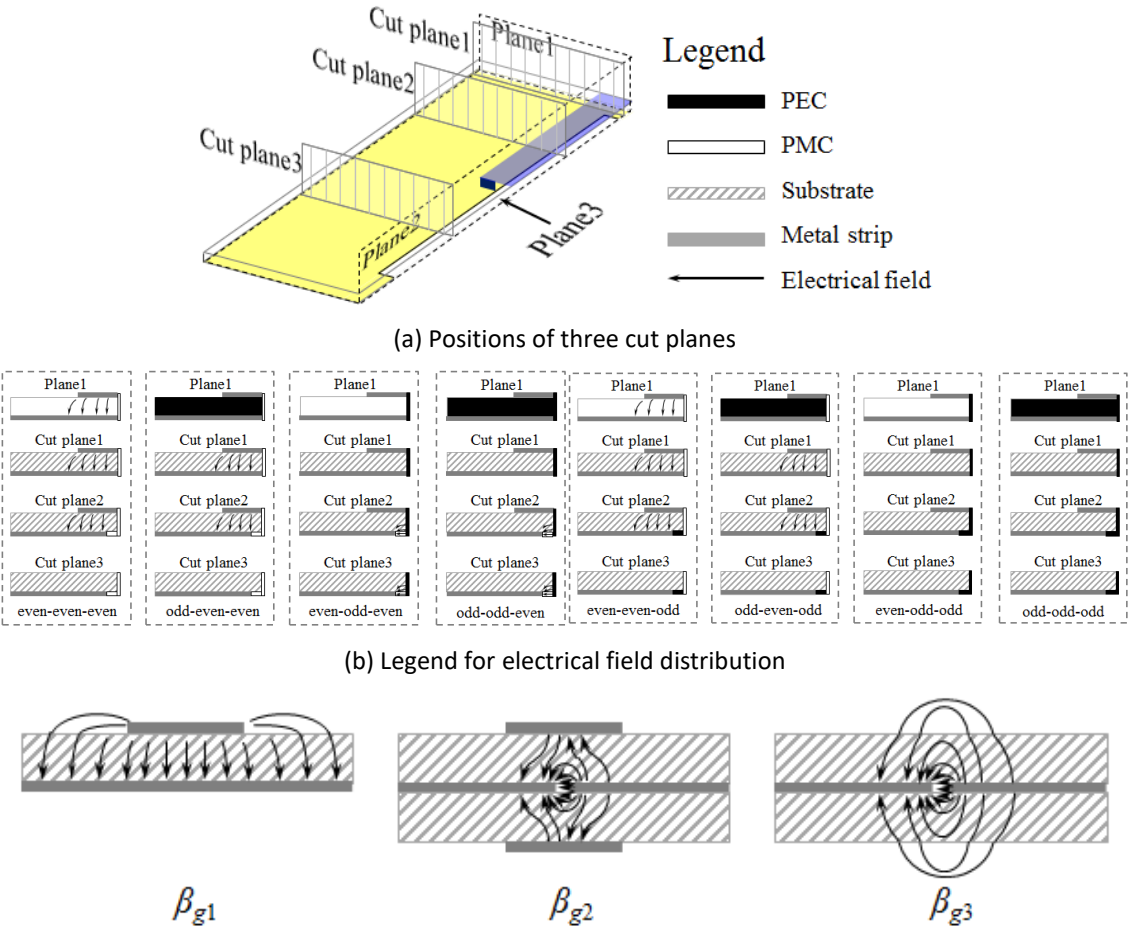 Cut plane1
Plane1
Cut plane2
Cut plane3
Plane2
Plane3
Legend
PEC
PMC
Substrate
Metal strip
Electrical field
(a) Positions of three cut planes
Plane1 Plane1 Plane1 Plane1 Plane1 Plane1 Plane1 Plane1
Cut plane1 Cut plane1 Cut plane1 Cut plane1 Cut plane1 Cut plane1 Cut plane1 Cut plane1
Cut plane2 Cut plane2 Cut plane2 Cut plane2 Cut plane2 Cut plane2 Cut plane2 Cut plane2
Cut plane3 Cut plane3 Cut plane3 Cut plane3 Cut plane3 Cut plane3 Cut plane3 Cut plane3
even-even-even odd-even-even even-odd-even odd-odd-even even-even-odd odd-even-odd even-odd-odd odd-odd-odd
(b) Legend for electrical field distribution
βg1 βg2 βg3